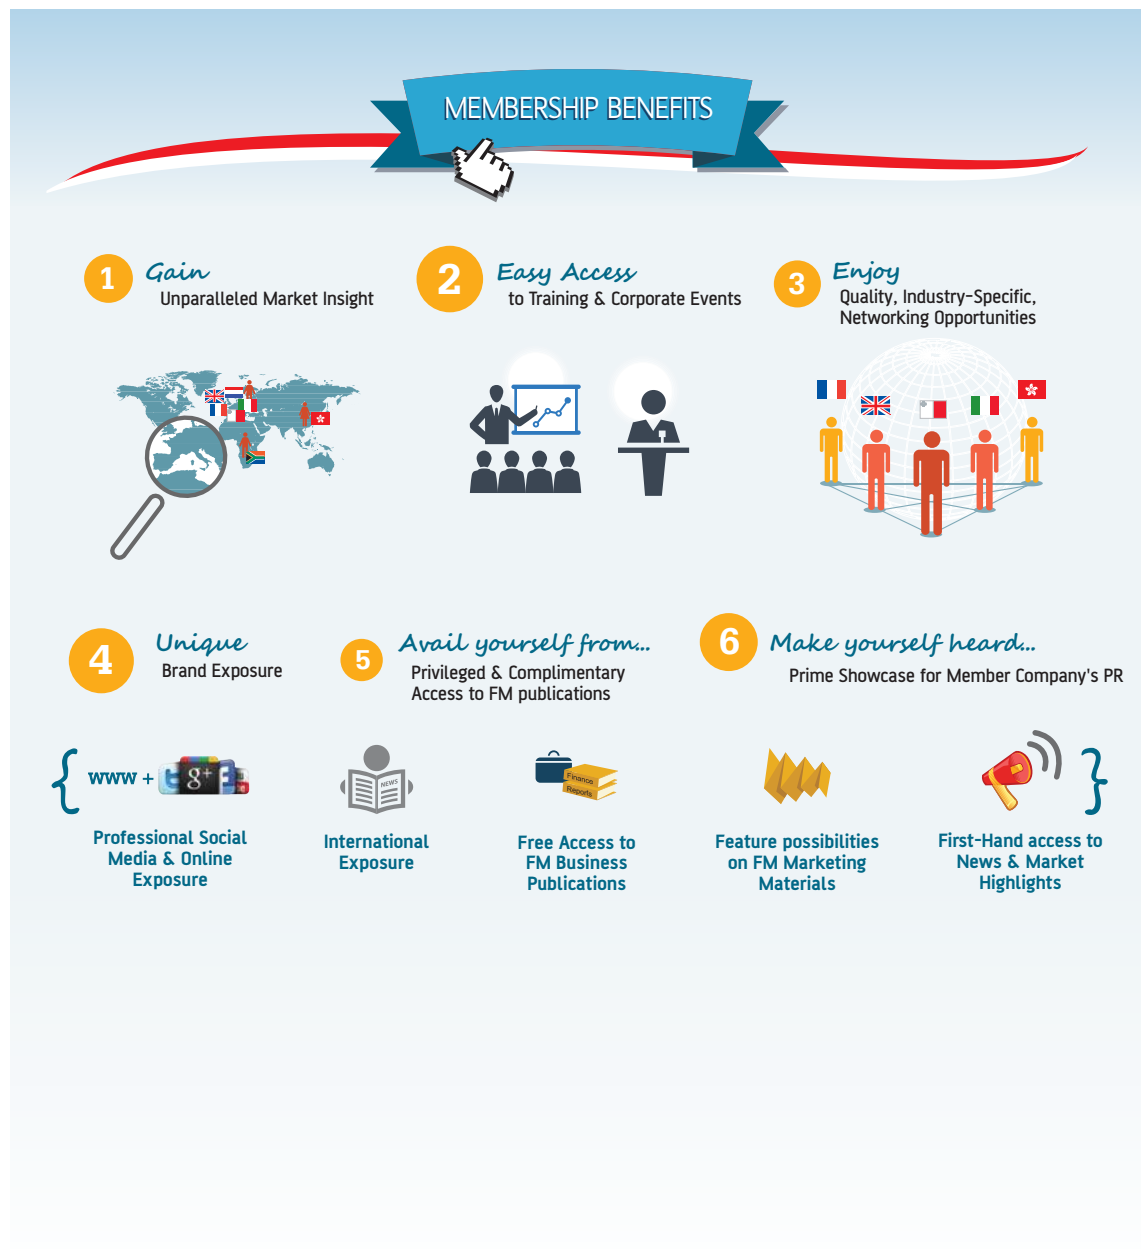 MEMBERSHIP BENEFITS
1 Gain
Unparalleled Market Insight
2 Easy Access
to Training & Corporate Events
3 Enjoy
Quality, Industry-Specific,
Networking Opportunities
4 Unique
Brand Exposure
5 Avail yourself from...
Privileged & Complimentary
Access to FM publications
6 Make yourself heard...
Prime Showcase for Member Company's PR
{ www + g+ }
NEWS
Finance
Reports
Professional Social
Media & Online
Exposure
International
Exposure
Free Access to
FM Business
Publications
Feature possibilities
on FM Marketing
Materials
First-Hand access to
News & Market
Highlights